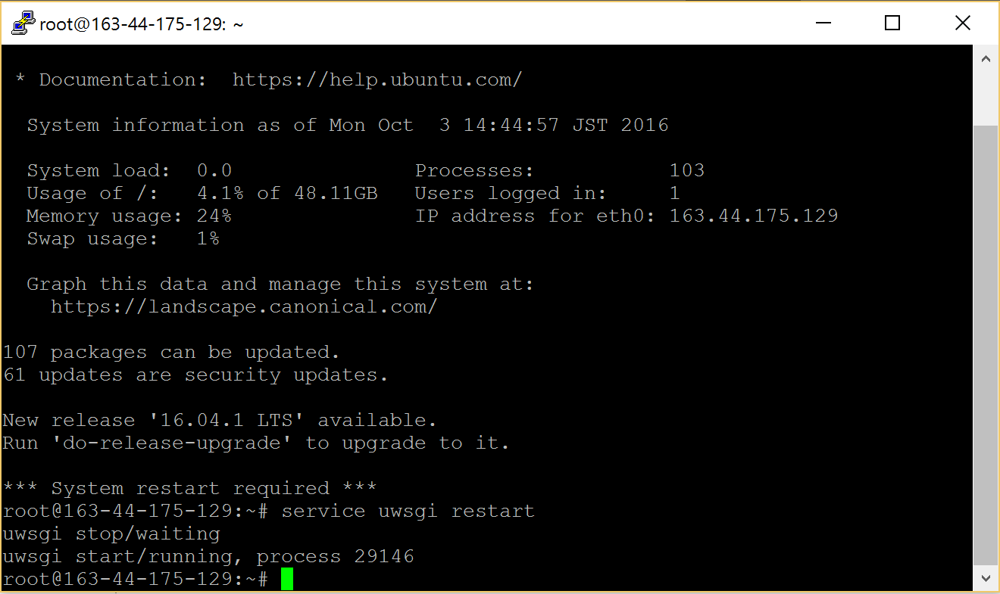 root@163-44-175-129: ~
* Documentation:  https://help.ubuntu.com/
System information as of Mon Oct  3 14:44:57 JST 2016
System load:  0.0               Processes:           103
Usage of /:   4.1% of 48.11GB   Users logged in:     1
Memory usage: 24%               IP address for eth0: 163.44.175.129
Swap usage:   1%
Graph this data and manage this system at:
https://landscape.canonical.com/
107 packages can be updated.
61 updates are security updates.
New release '16.04.1 LTS' available.
Run 'do-release-upgrade' to upgrade to it.
*** System restart required ***
root@163-44-175-129:~# service uwsgi restart
uwsgi stop/waiting
uwsgi start/running, process 29146
root@163-44-175-129:~#